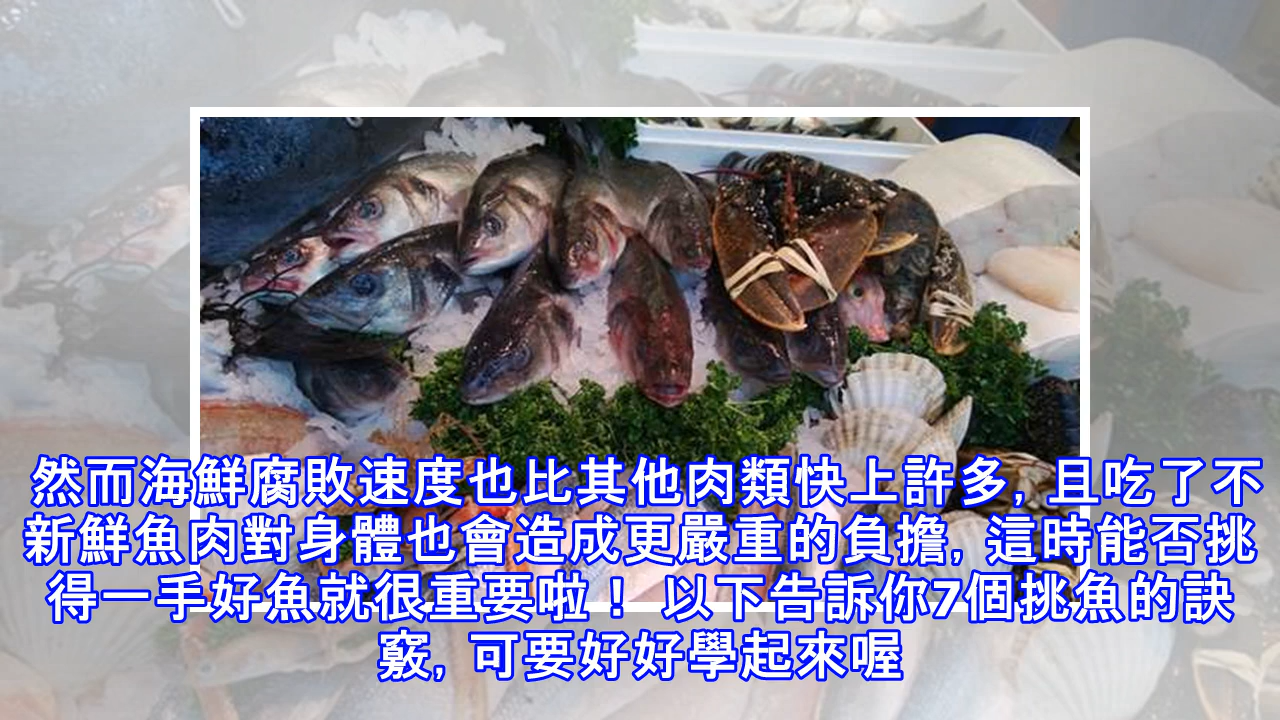 然而海鮮腐敗速度也比其他肉類快上許多, 且吃了不
新鮮魚肉對身體也會造成更嚴重的負擔, 這時能否挑
得一手好魚就很重要啦！ 以下告訴你7個挑魚的訣
竅, 可要好好學起來喔